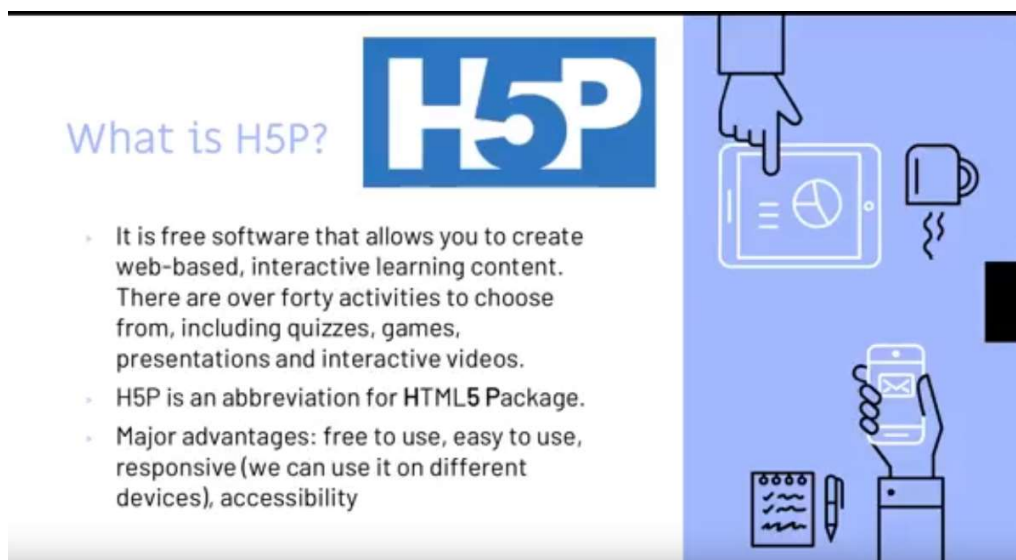 H5P
What is H5P?
It is free software that allows you to create
web-based, interactive learning content.
There are over forty activities to choose
from, including quizzes, games,
presentations and interactive videos.
H5P is an abbreviation for HTML5 Package.
Major advantages: free to use, easy to use,
responsive (we can use it on different
devices), accessibility